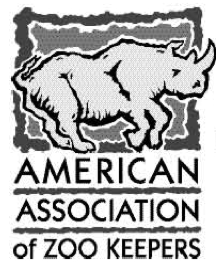 AMERICAN
ASSOCIATION
of ZOO KEEPERS